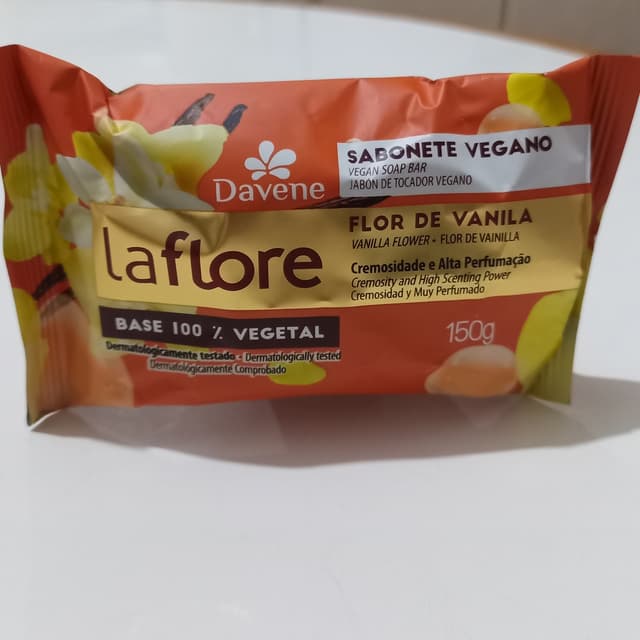 Davene
SABONETE VEGANO
VEGAN SOAP BAR
JABÓN DE TOCADOR VEGANO
laflore
FLOR DE VANILA
VANILLA FLOWER - FLOR DE VAINILLA
Cremosidade e Alta Perfumação
Cremosity and High Scenting Power
Cremosidad y Muy Perfumado
BASE 100 % VEGETAL
Dermatologicamente testado - Dermatologically tested
Dermatológicamente Comprobado
150g